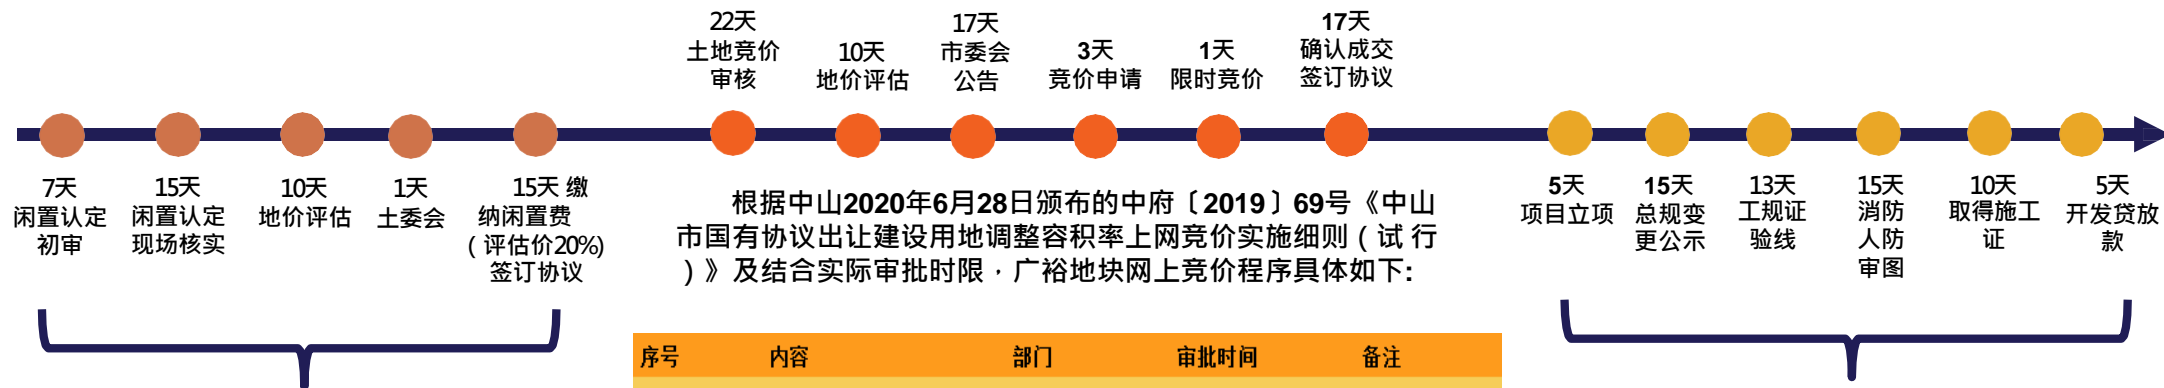 22天
土地竞价
审核
10天
地价评估
17天
市委会
公告
3天
竞价申请
1天
限时竞价
17天
确认成交
签订协议
7天
闲置认定
初审
15天
闲置认定
现场核实
10天
地价评估
1天
土委会
15天 缴
纳闲置费
（评估价20%)
签订协议
根据中山2020年6月28日颁布的中府〔2019〕69号《中山
市国有协议出让建设用地调整容积率上网竞价实施细则（试 行
）》及结合实际审批时限，广裕地块网上竞价程序具体如下:
5天
项目立项
15天
总规变
更公示
13天
工规证
验线
15天
消防
人防
审图
10天
取得施工
证
5天
开发贷放
款
序号 内容 部门 审批时间 备注